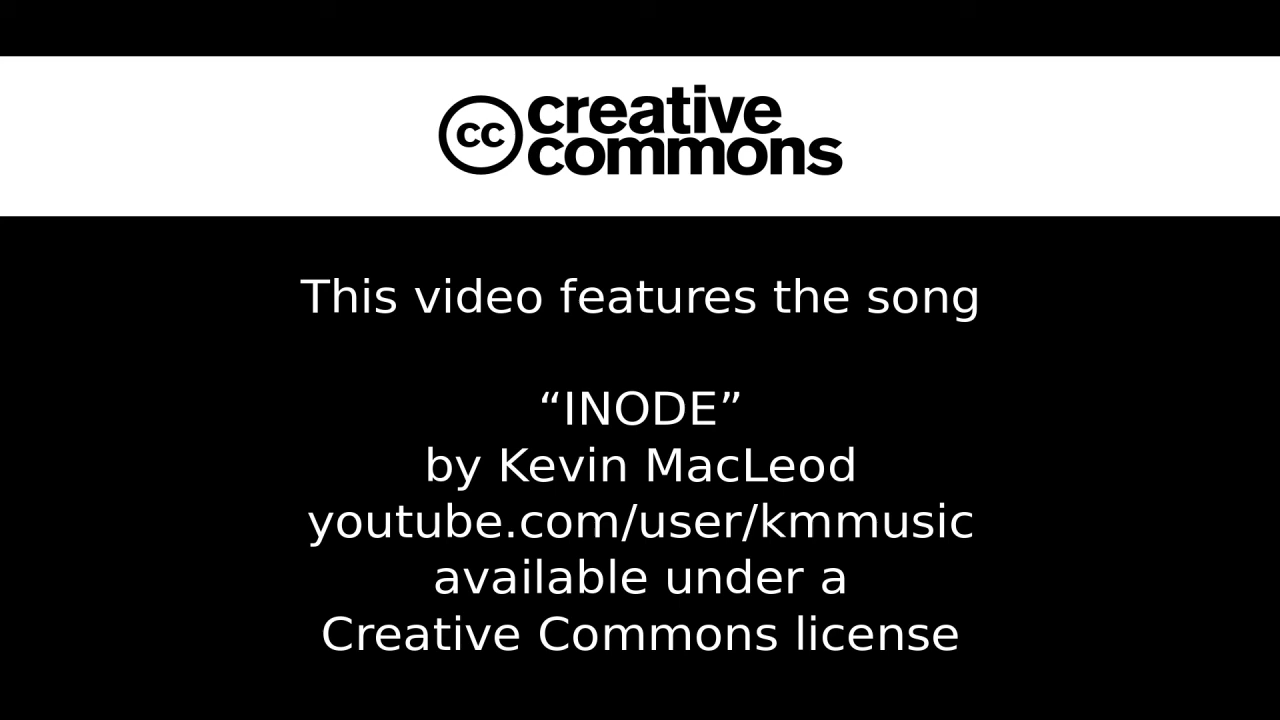 cc creative
commons
This video features the song
“INODE”
by Kevin MacLeod
youtube.com/user/kmmusic
available under a
Creative Commons license